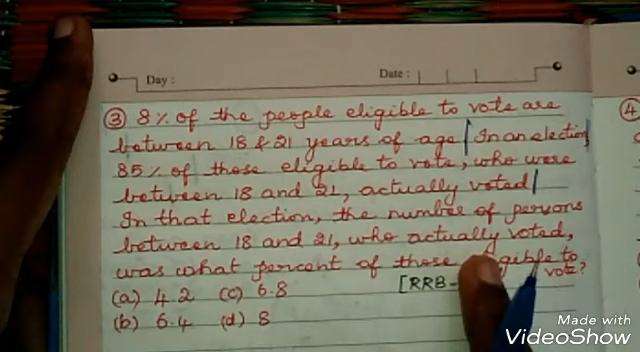 Day :
Date :
③ 8% of the people eligible to vote are
between 18 & 21 years of age / In an election
85% of those eligible to vote, who were
between 18 and 21, actually voted /
In that election, the number of persons
between 18 and 21, who actually voted,
was what percent of those eligible to
vote?
(a) 4.2 (c) 6.8 [RRB-
(b) 6.4 (d) 8
④
Made with
VideoShow